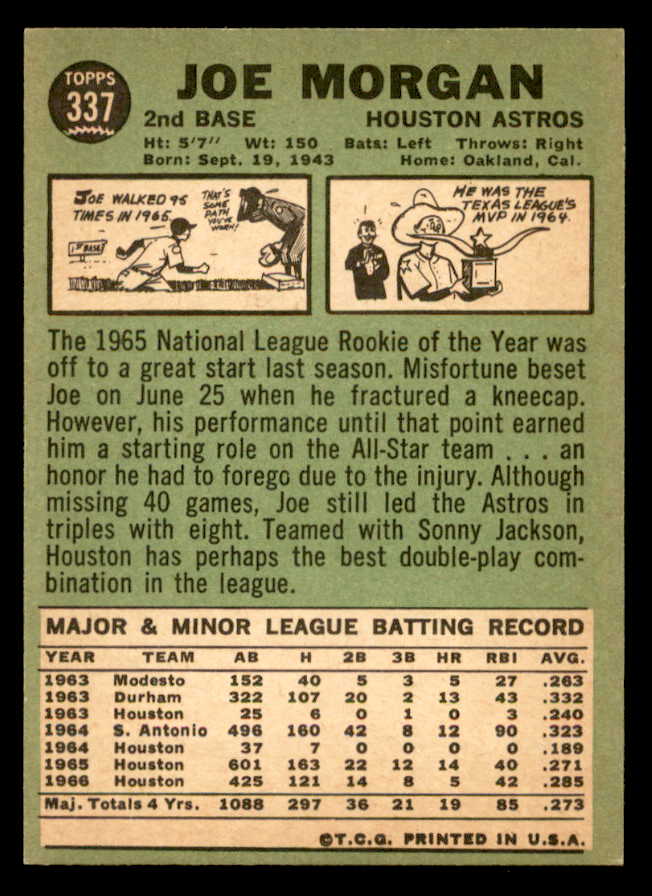 TOPPS
337
JOE MORGAN
2nd BASE HOUSTON ASTROS
Ht: 5'7" Wt: 150 Bats: Left Throws: Right
Born: Sept. 19, 1943 Home: Oakland, Cal.
JOE WALKED 95
TIMES IN 1965.
1ST BASE
THAT'S
SOME
PATH
YOU'VE
WORN!
HE WAS THE
TEXAS LEAGUE'S
MVP IN 1964.
The 1965 National League Rookie of the Year was
off to a great start last season. Misfortune beset
Joe on June 25 when he fractured a kneecap.
However, his performance until that point earned
him a starting role on the All-Star team . . . an
honor he had to forego due to the injury. Although
missing 40 games, Joe still led the Astros in
triples with eight. Teamed with Sonny Jackson,
Houston has perhaps the best double-play com-
bination in the league.
MAJOR & MINOR LEAGUE BATTING RECORD
YEAR TEAM AB H 2B 3B HR RBI AVG.
1963 Modesto 152 40 5 3 5 27 .263
1963 Durham 322 107 20 2 13 43 .332
1963 Houston 25 6 0 1 0 3 .240
1964 S. Antonio 496 160 42 8 12 90 .323
1964 Houston 37 7 0 0 0 0 .189
1965 Houston 601 163 22 12 14 40 .271
1966 Houston 425 121 14 8 5 42 .285
Maj. Totals 4 Yrs. 1088 297 36 21 19 85 .273
©T.C.G. PRINTED IN U.S.A.